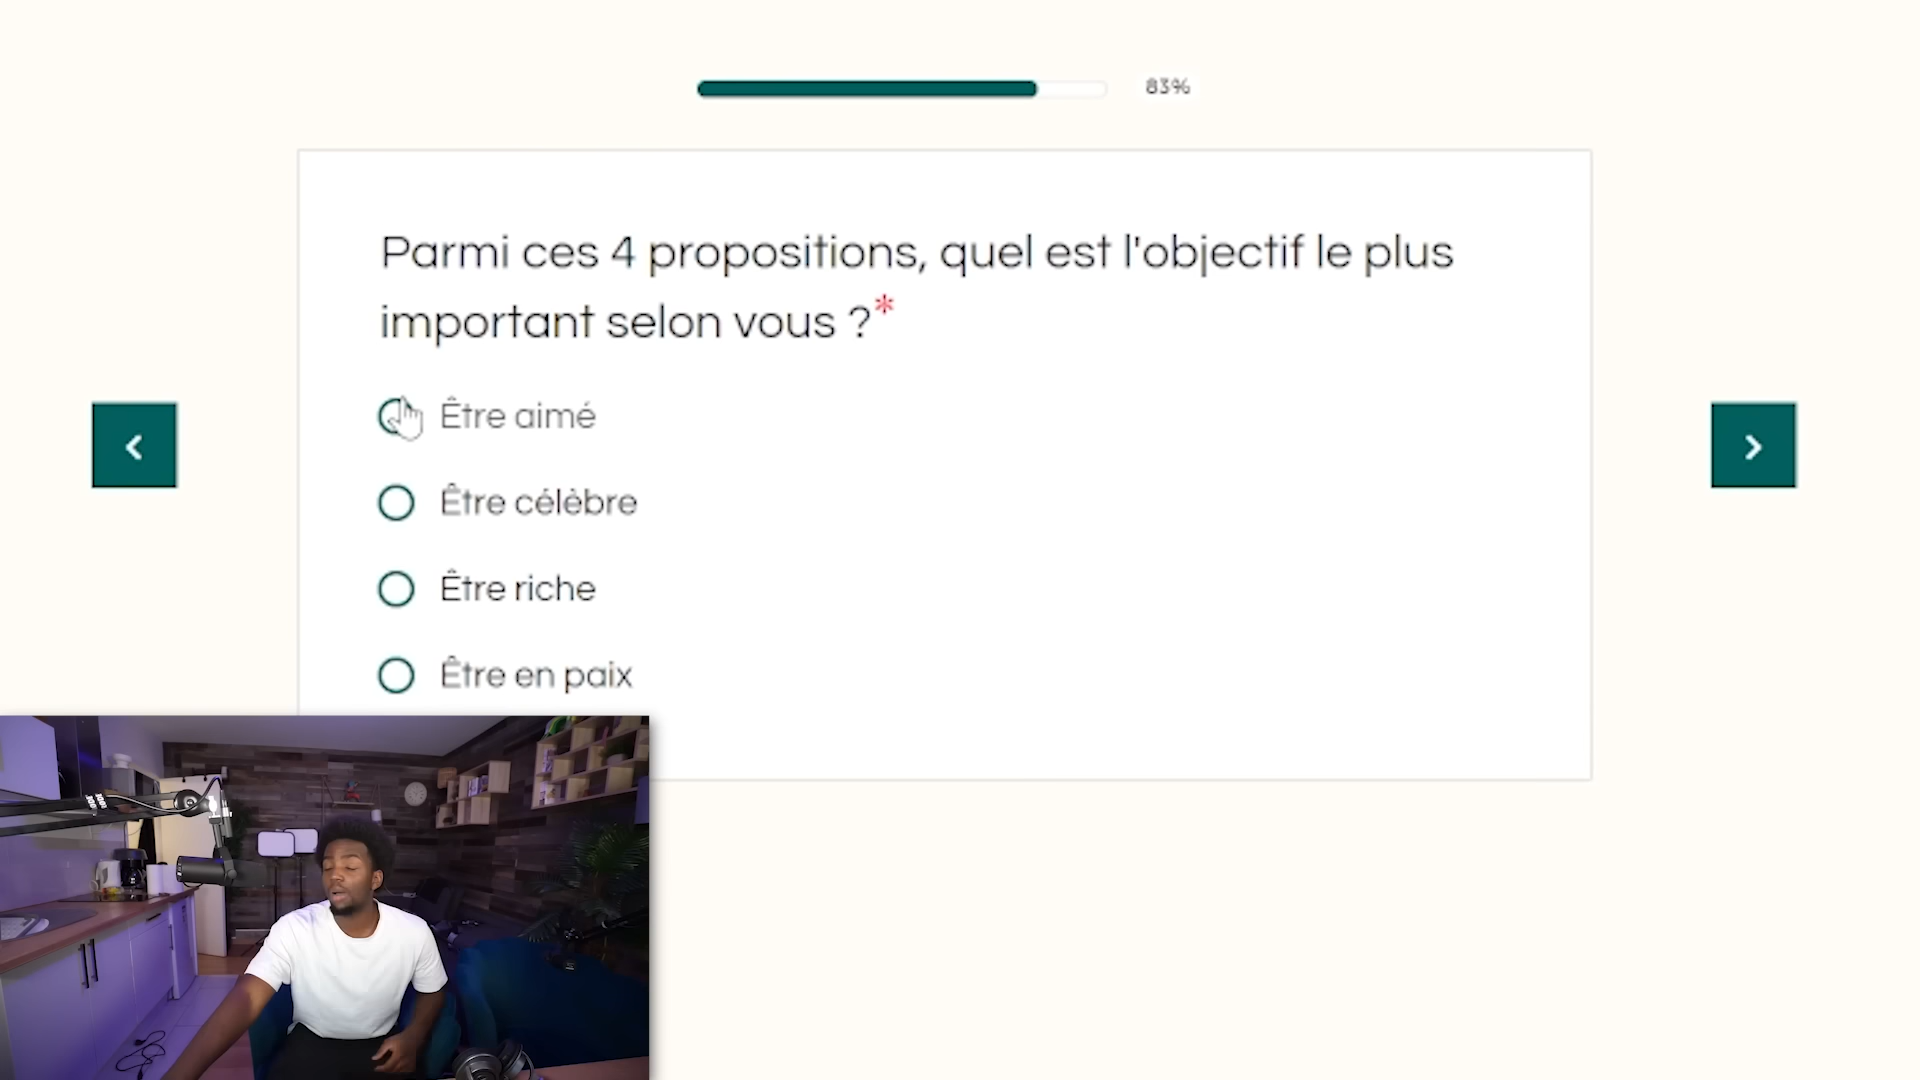 83%
Parmi ces 4 propositions, quel est l'objectif le plus
important selon vous ?*
Être aimé
Être célèbre
Être riche
Être en paix